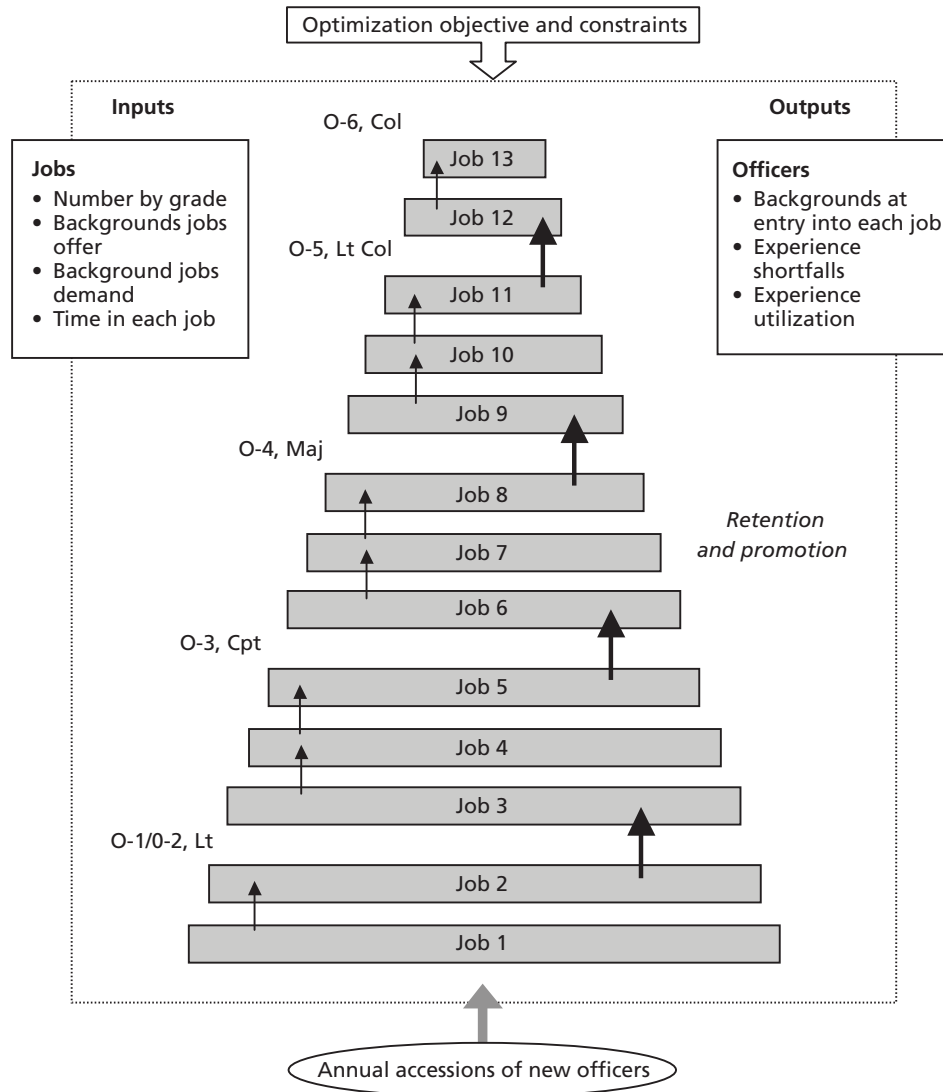 Optimization objective and constraints
Inputs
Outputs
Jobs
• Number by grade
• Backgrounds jobs
offer
• Background jobs
demand
• Time in each job
Officers
• Backgrounds at
entry into each job
• Experience
shortfalls
• Experience
utilization
O-6, Col
Job 13
Job 12
O-5, Lt Col
Job 11
Job 10
Job 9
O-4, Maj
Job 8
Retention
and promotion
Job 7
Job 6
O-3, Cpt
Job 5
Job 4
Job 3
O-1/0-2, Lt
Job 2
Job 1
Annual accessions of new officers